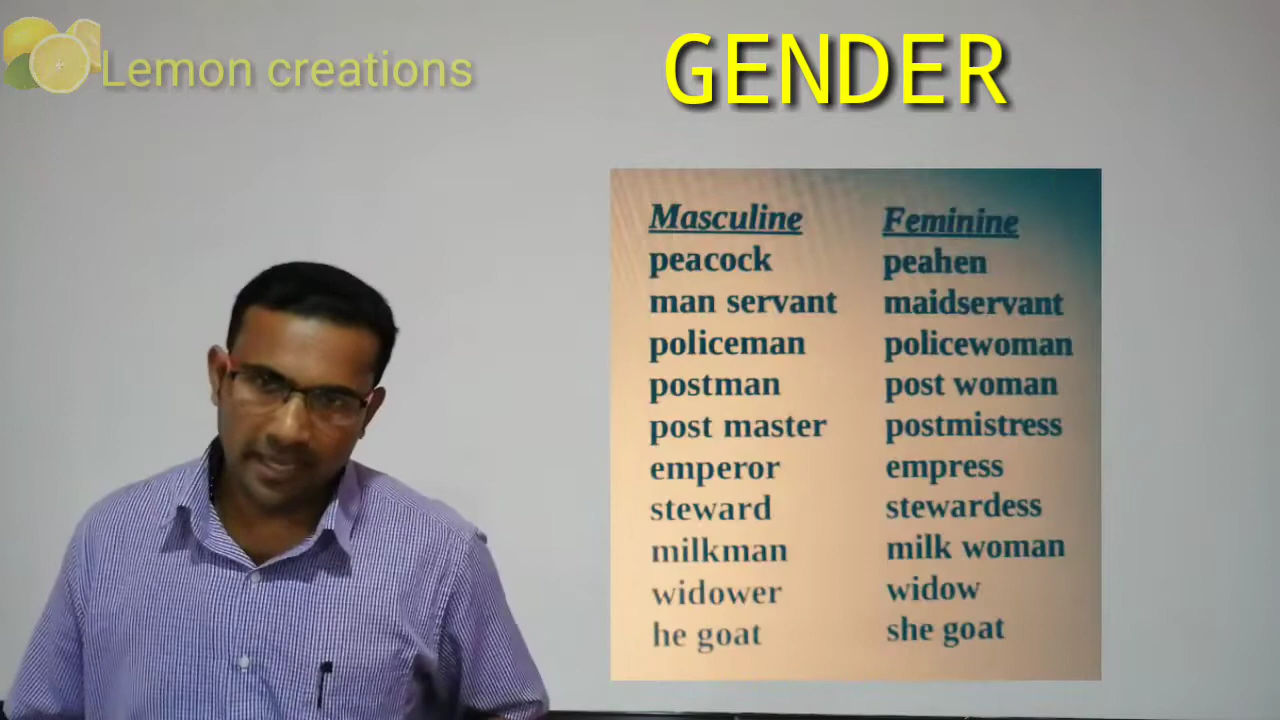 Lemon creations
GENDER
Masculine Feminine
peacock peahen
man servant maidservant
policeman policewoman
postman post woman
post master postmistress
emperor empress
steward stewardess
milkman milk woman
widower widow
he goat she goat